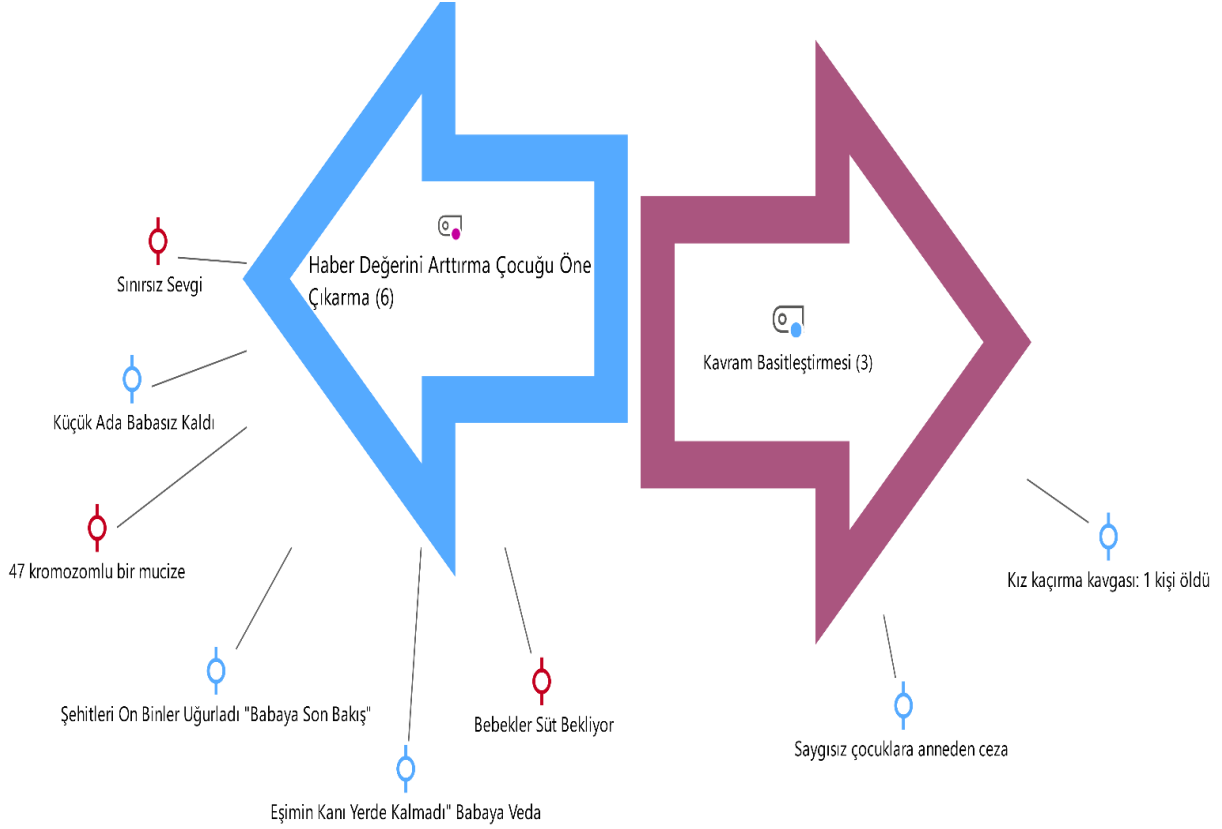 Haber Değerini Arttırma Çocuğu Öne
Çıkarma (6)
Sınırsız Sevgi
Küçük Ada Babasız Kaldı
47 kromozomlu bir mucize
Şehitleri On Binler Uğurladı "Babaya Son Bakış"
Eşimin Kanı Yerde Kalmadı" Babaya Veda
Bebekler Süt Bekliyor
Kavram Basitleştirmesi (3)
Kız kaçırma kavgası: 1 kişi öldü
Saygısız çocuklara anneden ceza